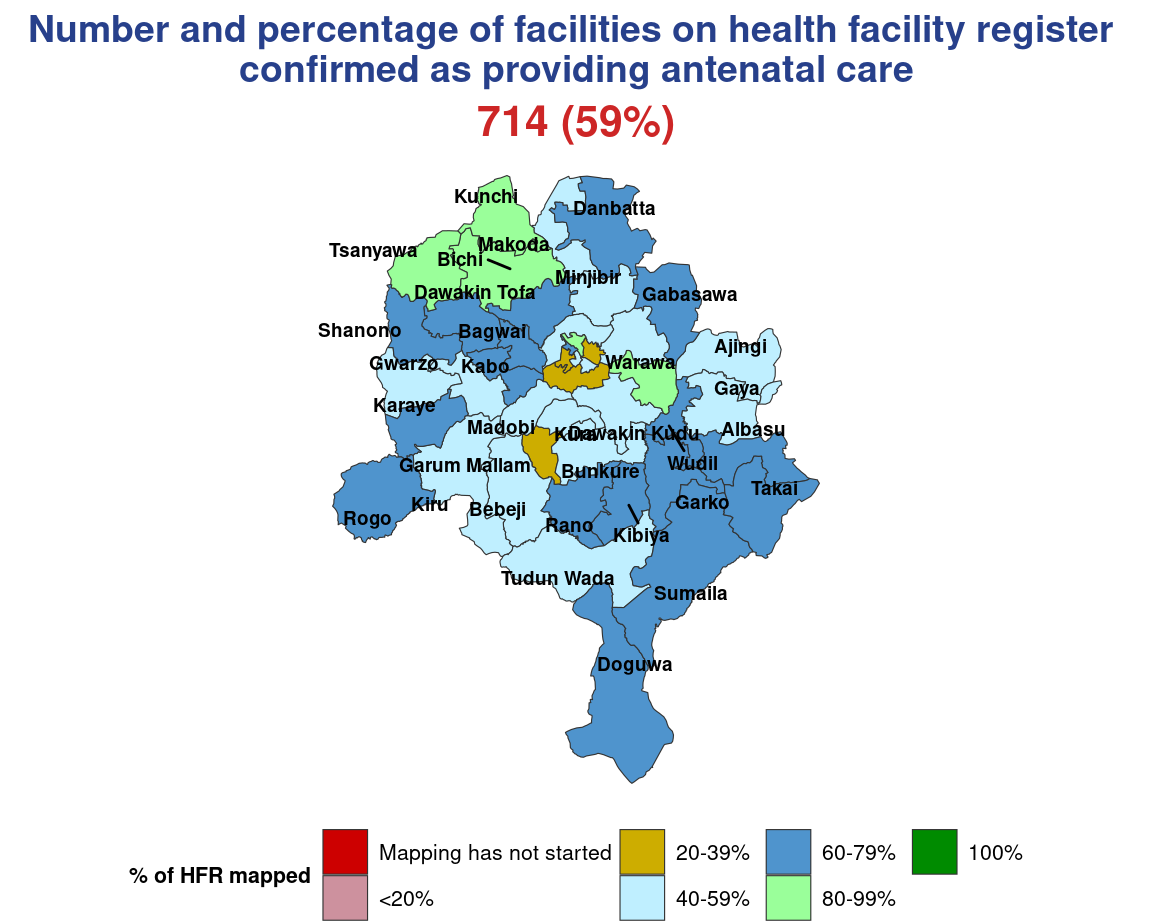 Number and percentage of facilities on health facility register
confirmed as providing antenatal care
714 (59%)
Kunchi
Danbatta
Makoda
Tsanyawa
Bichi
Minjibir
Dawakin Tofa
Gabasawa
Shanono
Bagwai
Ajingi
Gwarzo
Kabo
Warawa
Gaya
Karaye
Madobi
Kura
Dawakin Kudu
Albasu
Garum Mallam
Bunkure
Wudil
Takai
Kiru
Bebeji
Garko
Rogo
Rano
Kibiya
Tudun Wada
Sumaila
Doguwa
% of HFR mapped
Mapping has not started
<20%
20-39%
40-59%
60-79%
80-99%
100%